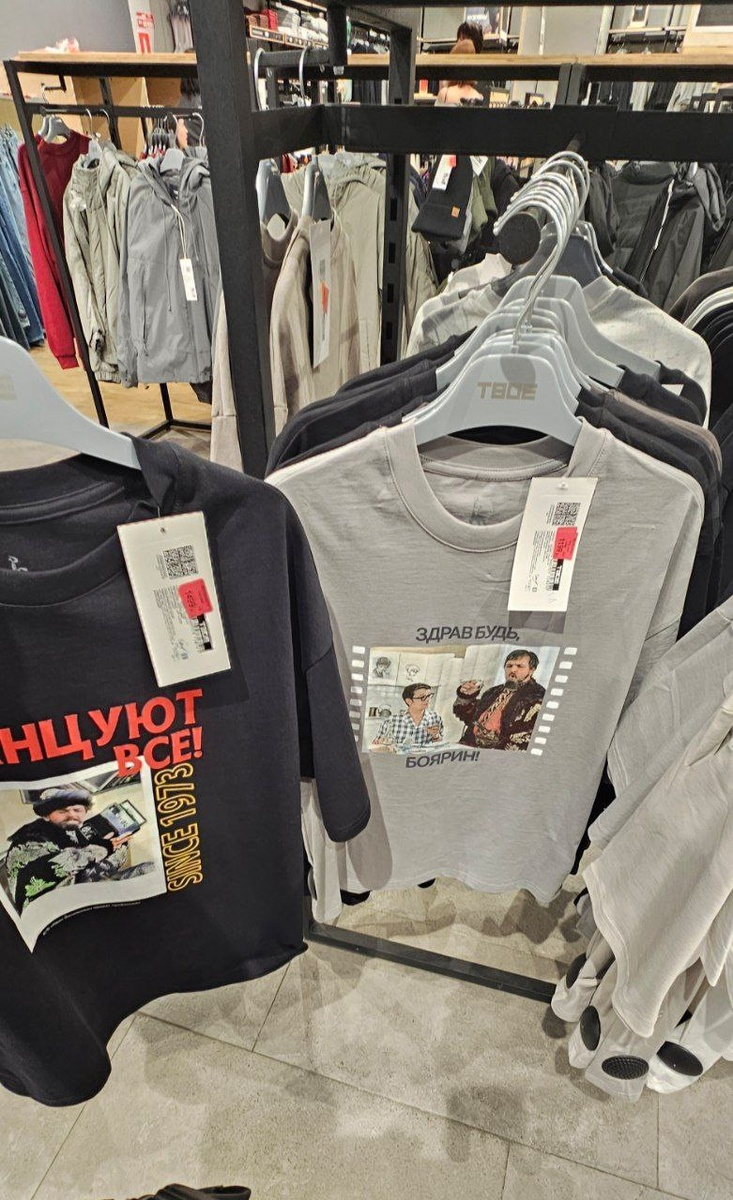 ТВОЕ
ЗДРАВ БУДЬ,
БОЯРИН!
НЦУЮТ
ВСЕ!
SINCE 1973